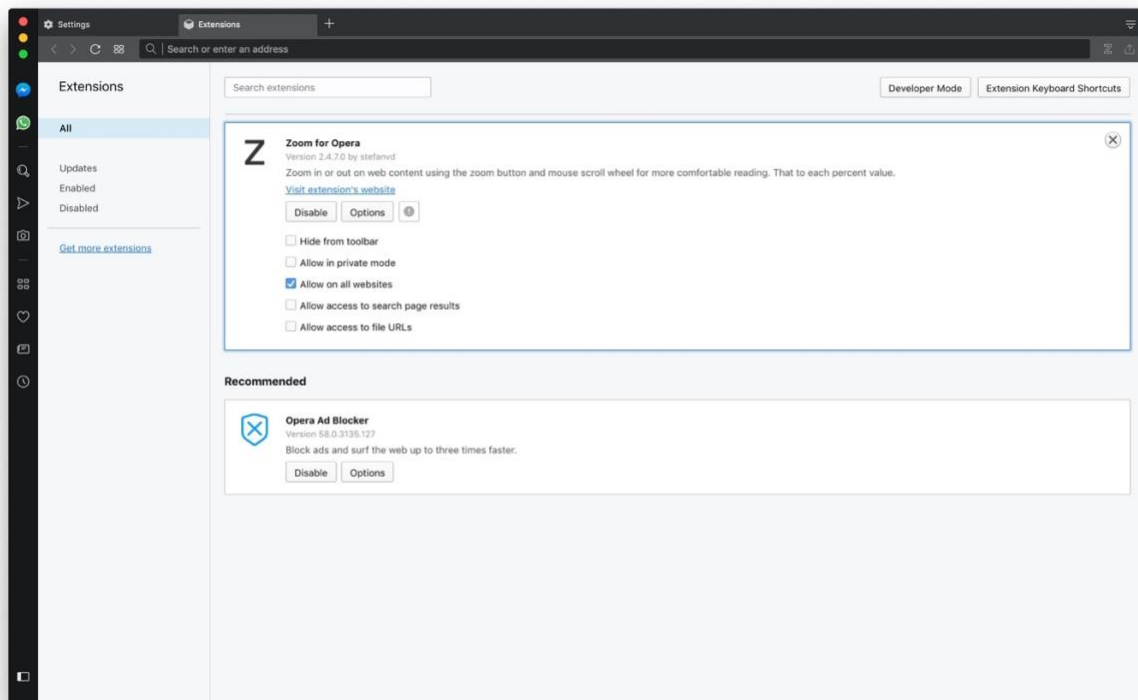 Settings
Extensions
Search or enter an address
Extensions
All
Updates
Enabled
Disabled
Get more extensions
Search extensions
Developer Mode
Extension Keyboard Shortcuts
Z
Zoom for Opera
Version 2.4.7.0 by stefanvd
Zoom in or out on web content using the zoom button and mouse scroll wheel for more comfortable reading. That to each percent value.
Visit extension's website
Disable
Options
Hide from toolbar
Allow in private mode
Allow on all websites
Allow access to search page results
Allow access to file URLs
Recommended
Opera Ad Blocker
Version 58.0.3135.127
Block ads and surf the web up to three times faster.
Disable
Options